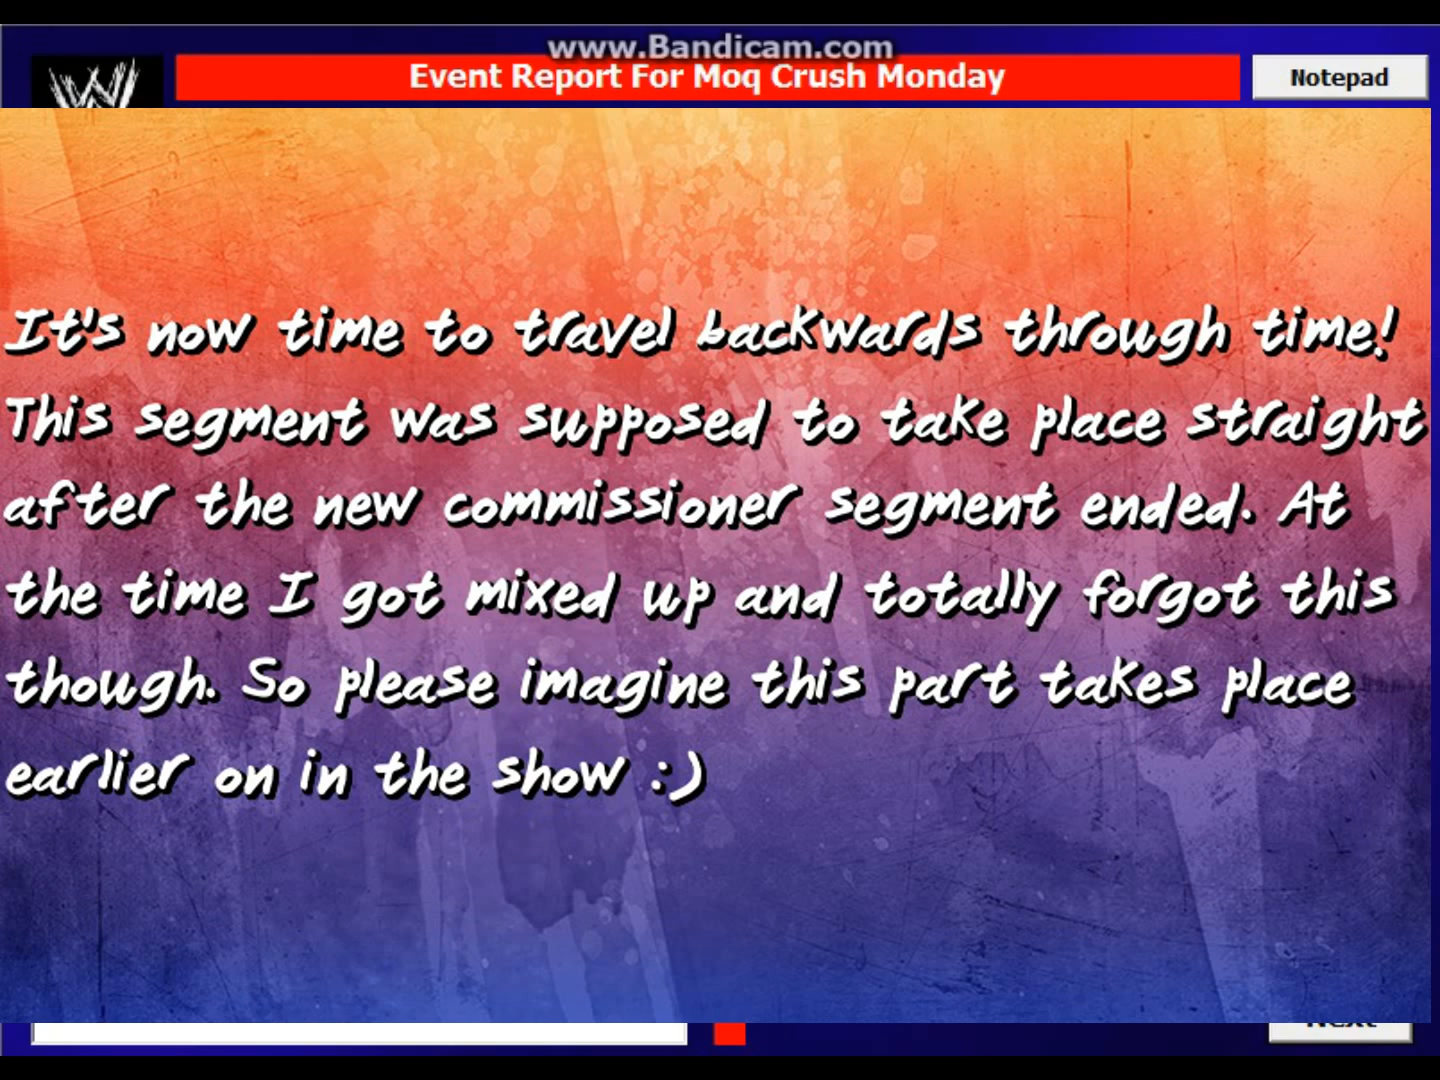 www.Bandicam.com
Event Report For Moq Crush Monday
Notepad
It's now time to travel backwards through time!
This segment was supposed to take place straight
after the new commissioner segment ended. At
the time I got mixed up and totally forgot this
though. So please imagine this part takes place
earlier on in the show :)
Next